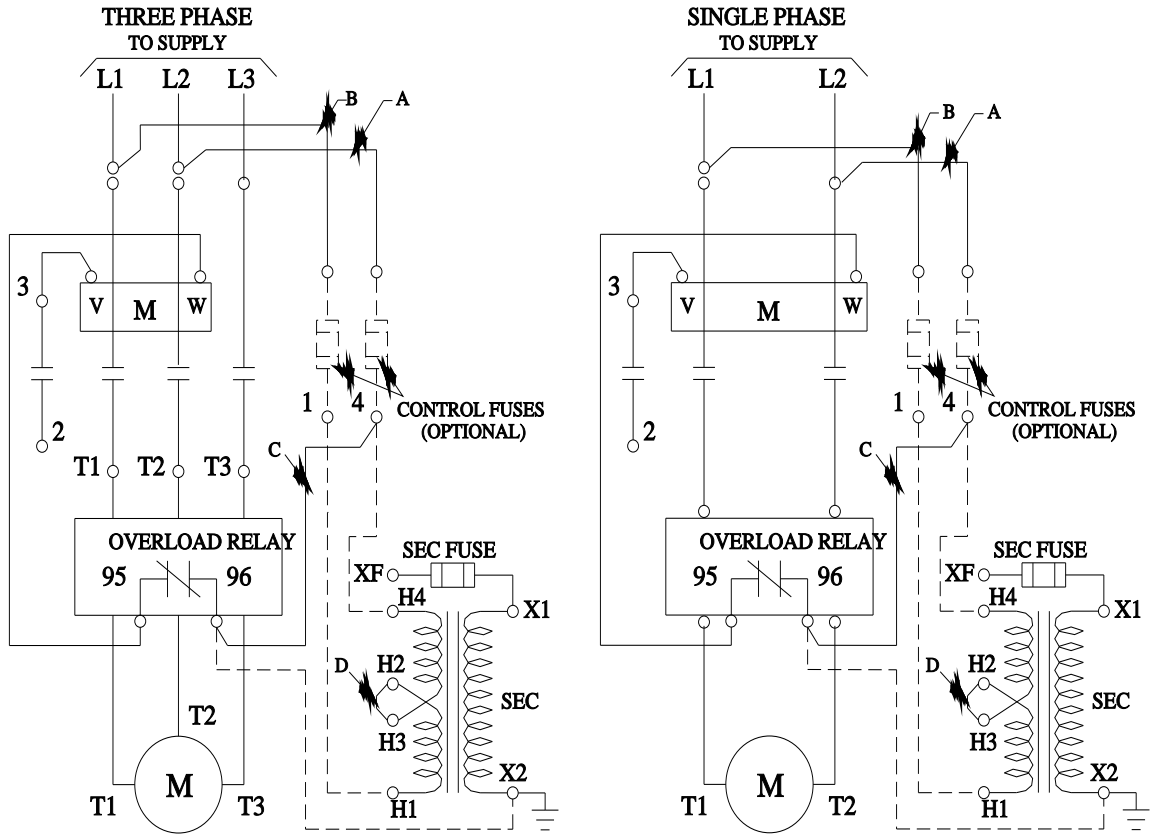 THREE PHASE
TO SUPPLY
L1 L2 L3
B A
3
V M W
1 4
CONTROL FUSES
(OPTIONAL)
2
C
T1 T2 T3
OVERLOAD RELAY
95 96
SEC FUSE
XF
H4 X1
D H2
SEC
H3
T2
M
X2
T1 T3 H1
SINGLE PHASE
TO SUPPLY
L1 L2
B A
3
V M W
1 4
CONTROL FUSES
(OPTIONAL)
2
C
OVERLOAD RELAY
95 96
SEC FUSE
XF
H4 X1
D H2
SEC
H3
M
X2
T1 T2 H1